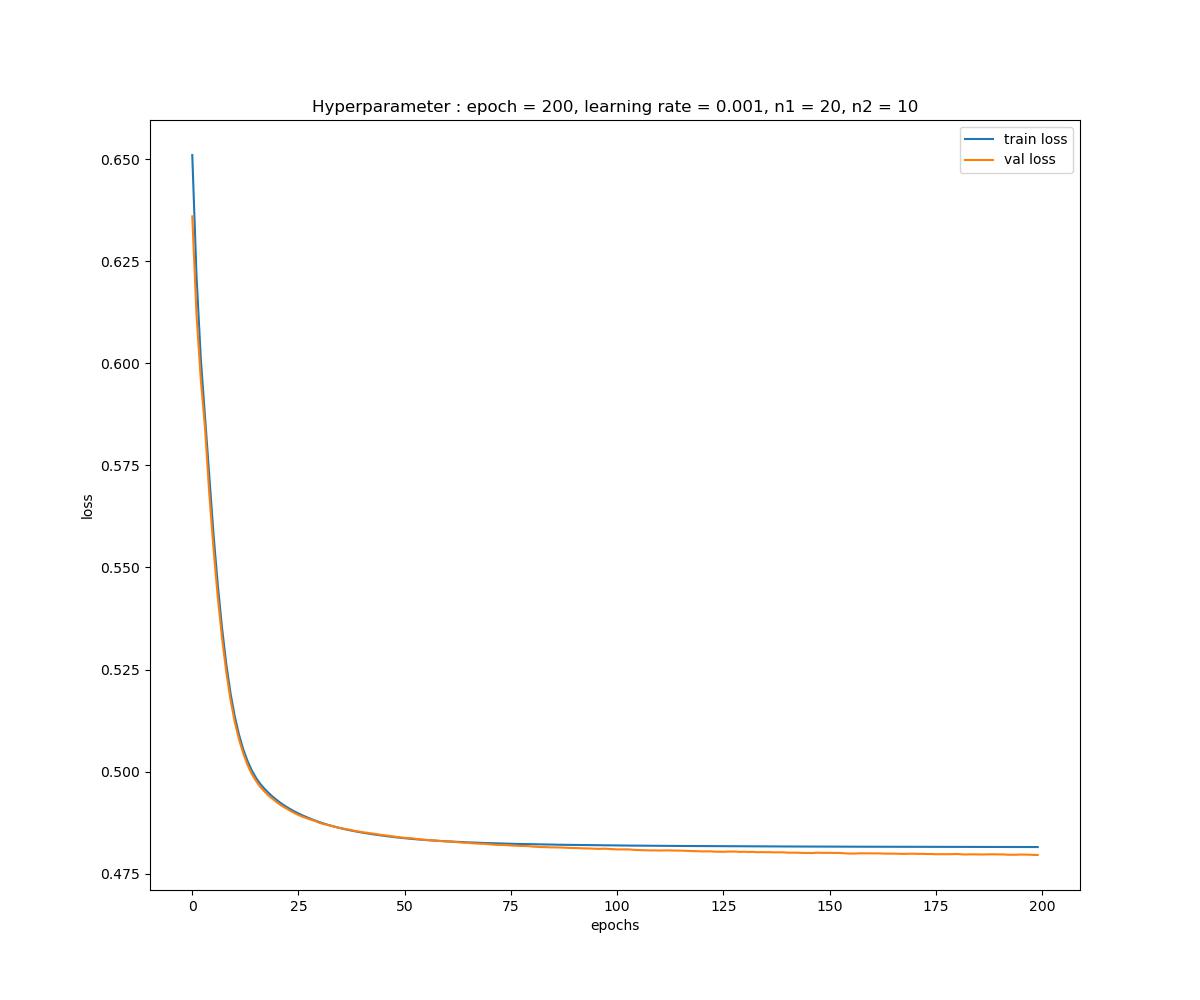 Hyperparameter : epoch = 200, learning rate = 0.001, n1 = 20, n2 = 10
train loss
val loss
0.650
0.625
0.600
0.575
0.550
0.525
0.500
0.475
loss
0 25 50 75 100 125 150 175 200
epochs